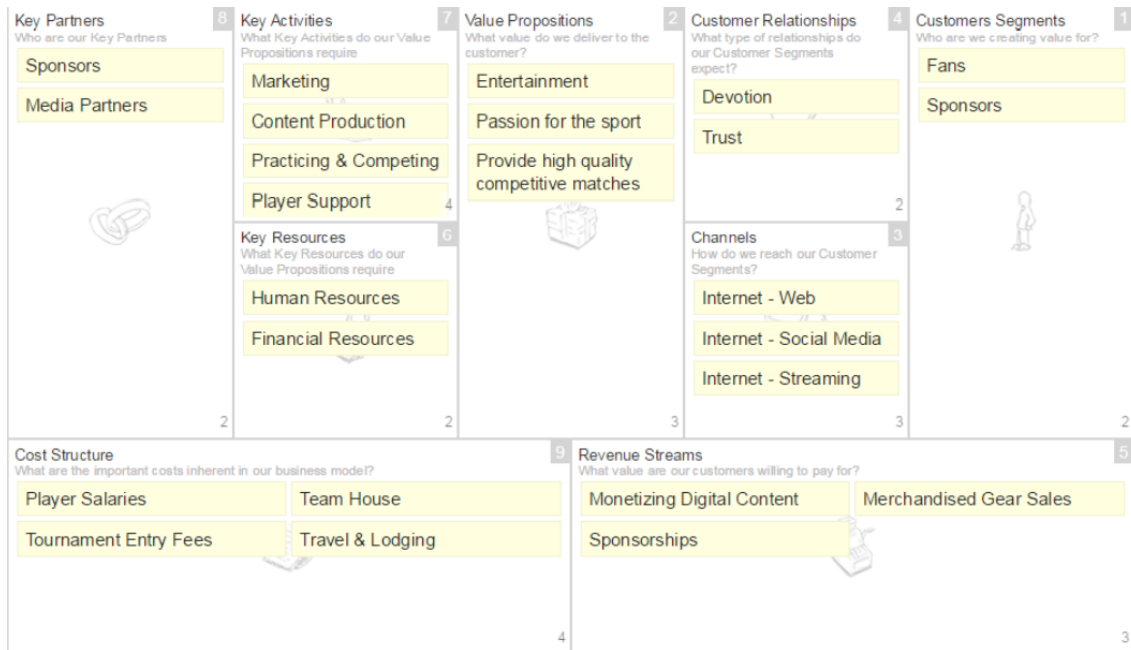 Key Partners
8
Who are our Key Partners
Sponsors
Media Partners
2
Key Activities
7
What Key Activities do our Value
Propositions require
Marketing
Content Production
Practicing & Competing
Player Support
4
Key Resources
6
What Key Resources do our
Value Propositions require
Human Resources
Financial Resources
2
Value Propositions
2
What value do we deliver to the
customer?
Entertainment
Passion for the sport
Provide high quality
competitive matches
3
Customer Relationships
4
What type of relationships do
our Customer Segments
expect?
Devotion
Trust
2
Channels
3
How do we reach our Customer
Segments?
Internet - Web
Internet - Social Media
Internet - Streaming
3
Customers Segments
1
Who are we creating value for?
Fans
Sponsors
2
Cost Structure
9
What are the important costs inherent in our business model?
Player Salaries
Team House
Tournament Entry Fees
Travel & Lodging
4
Revenue Streams
5
What value are our customers willing to pay for?
Monetizing Digital Content
Merchandised Gear Sales
Sponsorships
3